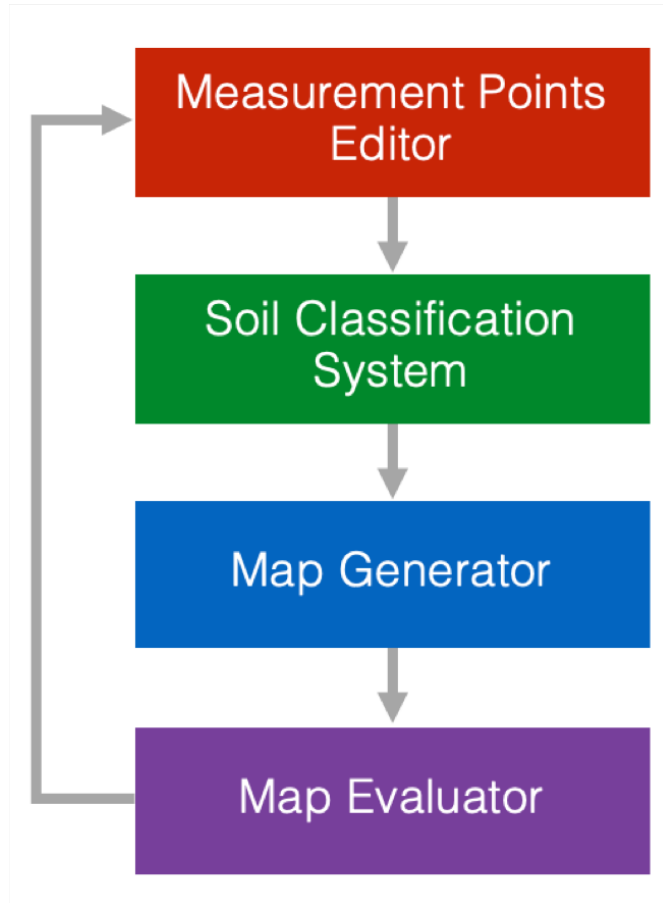 Measurement Points
Editor
Soil Classification
System
Map Generator
Map Evaluator